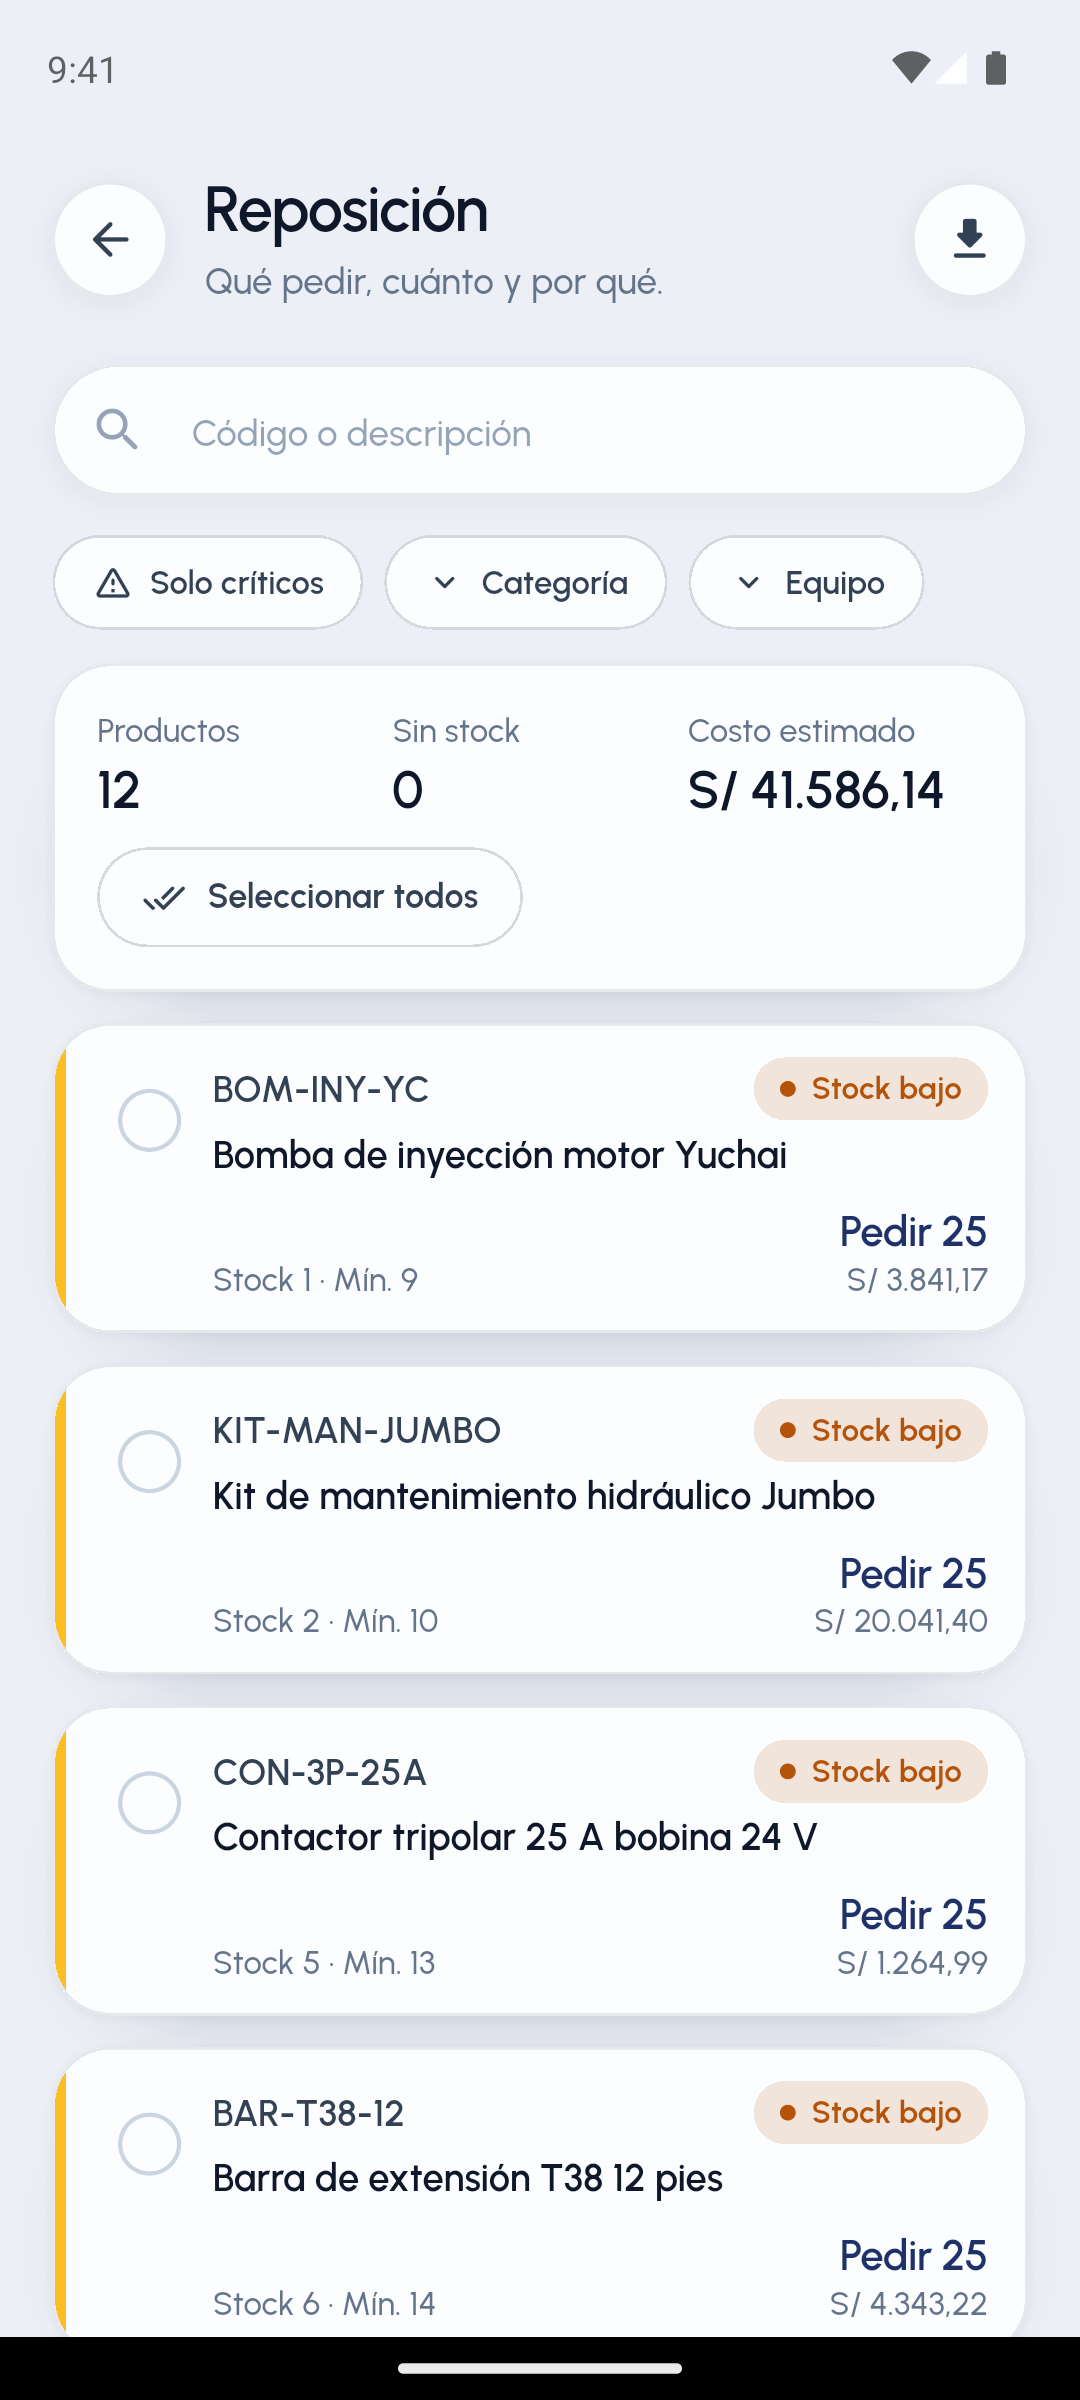 9:41
Reposición
Qué pedir, cuánto y por qué.
Código o descripción
Solo críticos
Categoría
Equipo
Productos
Sin stock
Costo estimado
12
0
S/ 41.586,14
Seleccionar todos
BOM-INY-YC
Stock bajo
Bomba de inyección motor Yuchai
Pedir 25
Stock 1 · Mín. 9
S/ 3.841,17
KIT-MAN-JUMBO
Stock bajo
Kit de mantenimiento hidráulico Jumbo
Pedir 25
Stock 2 · Mín. 10
S/ 20.041,40
CON-3P-25A
Stock bajo
Contactor tripolar 25 A bobina 24 V
Pedir 25
Stock 5 · Mín. 13
S/ 1.264,99
BAR-T38-12
Stock bajo
Barra de extensión T38 12 pies
Pedir 25
Stock 6 · Mín. 14
S/ 4.343,22